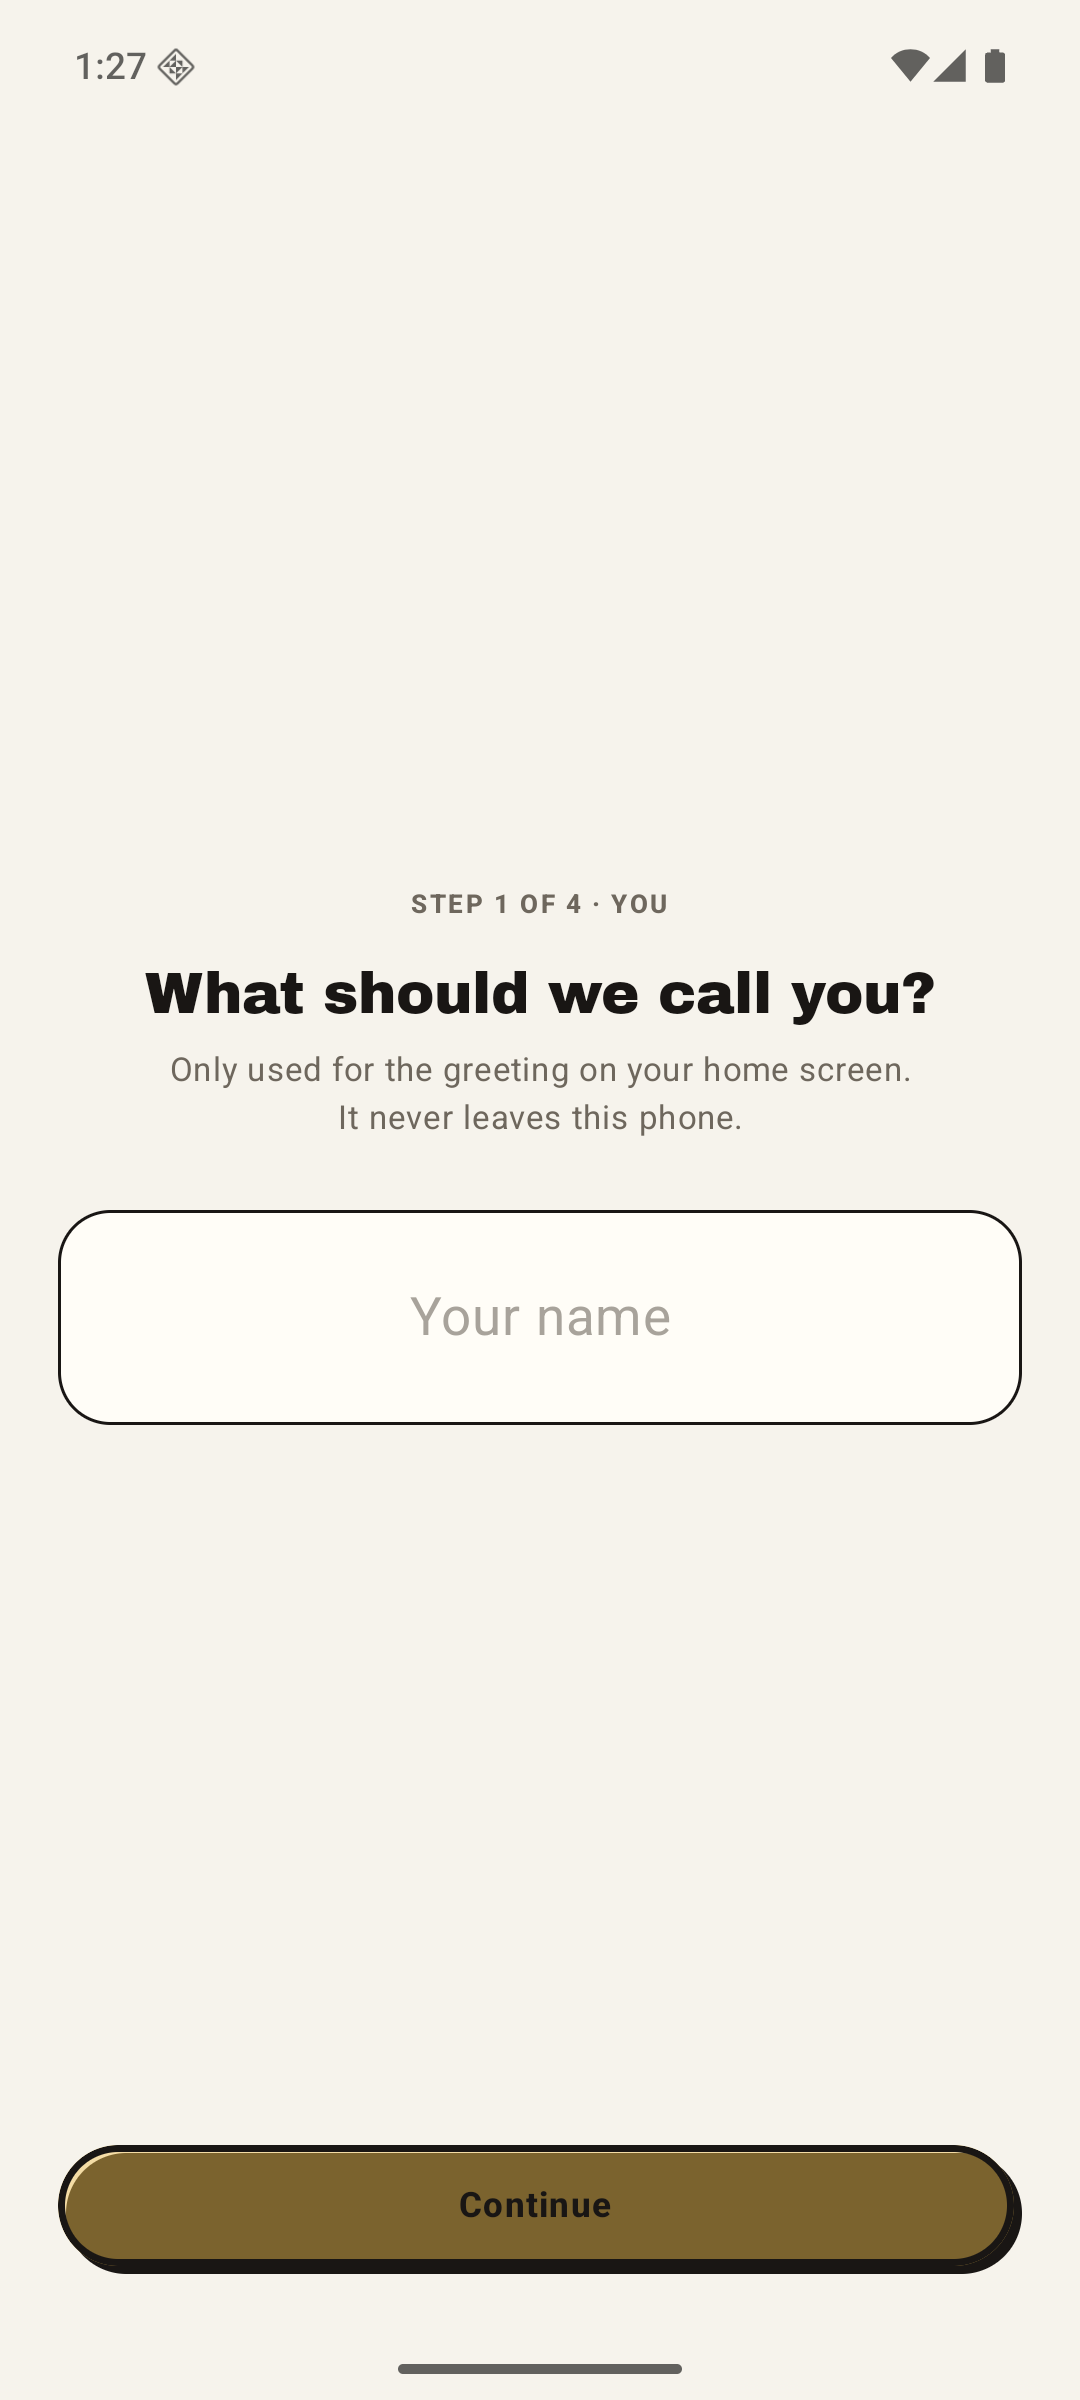 1:27
STEP 1 OF 4 · YOU
What should we call you?
Only used for the greeting on your home screen.
It never leaves this phone.
Your name
Continue